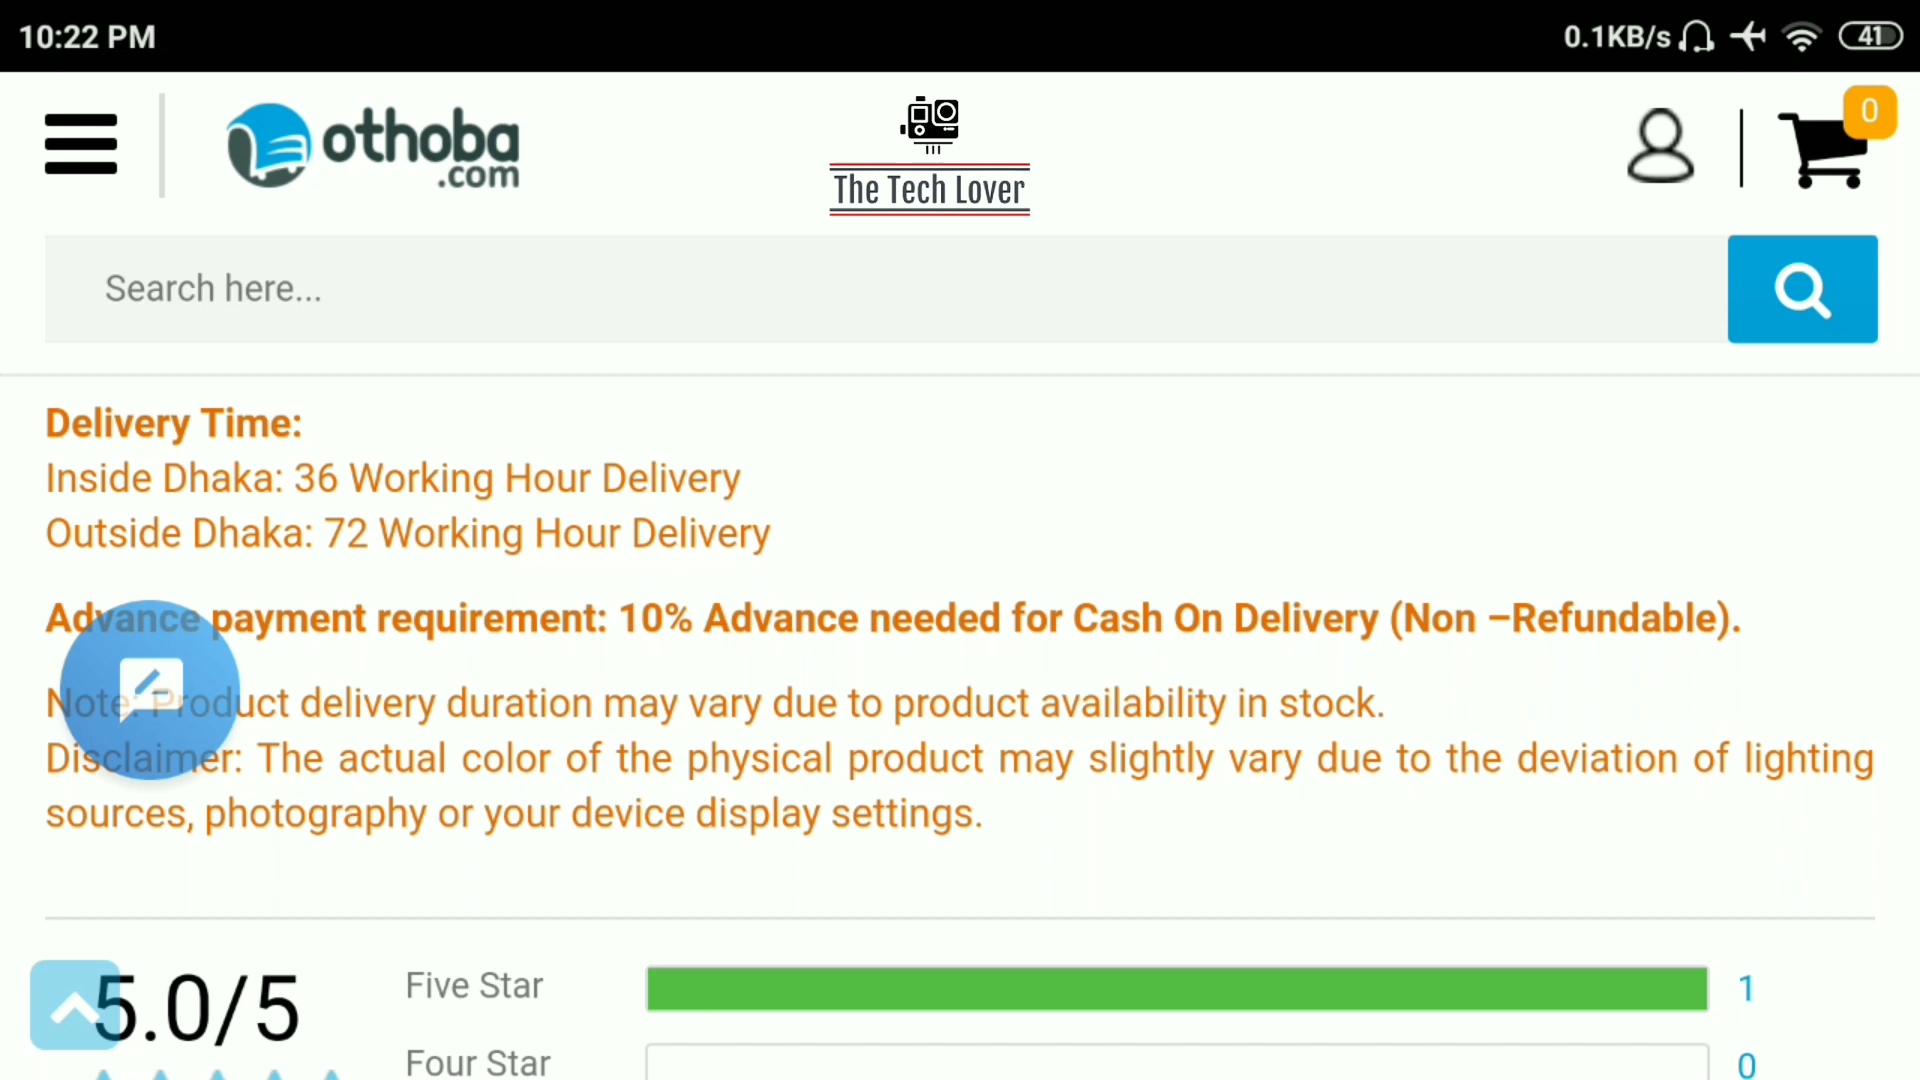 10:22 PM
0.1KB/s
41
othoba
.com
The Tech Lover
0
Search here...
Delivery Time:
Inside Dhaka: 36 Working Hour Delivery
Outside Dhaka: 72 Working Hour Delivery
Advance payment requirement: 10% Advance needed for Cash On Delivery (Non –Refundable).
Note: Product delivery duration may vary due to product availability in stock.
Disclaimer: The actual color of the physical product may slightly vary due to the deviation of lighting
sources, photography or your device display settings.
5.0/5
Five Star
1
Four Star
0